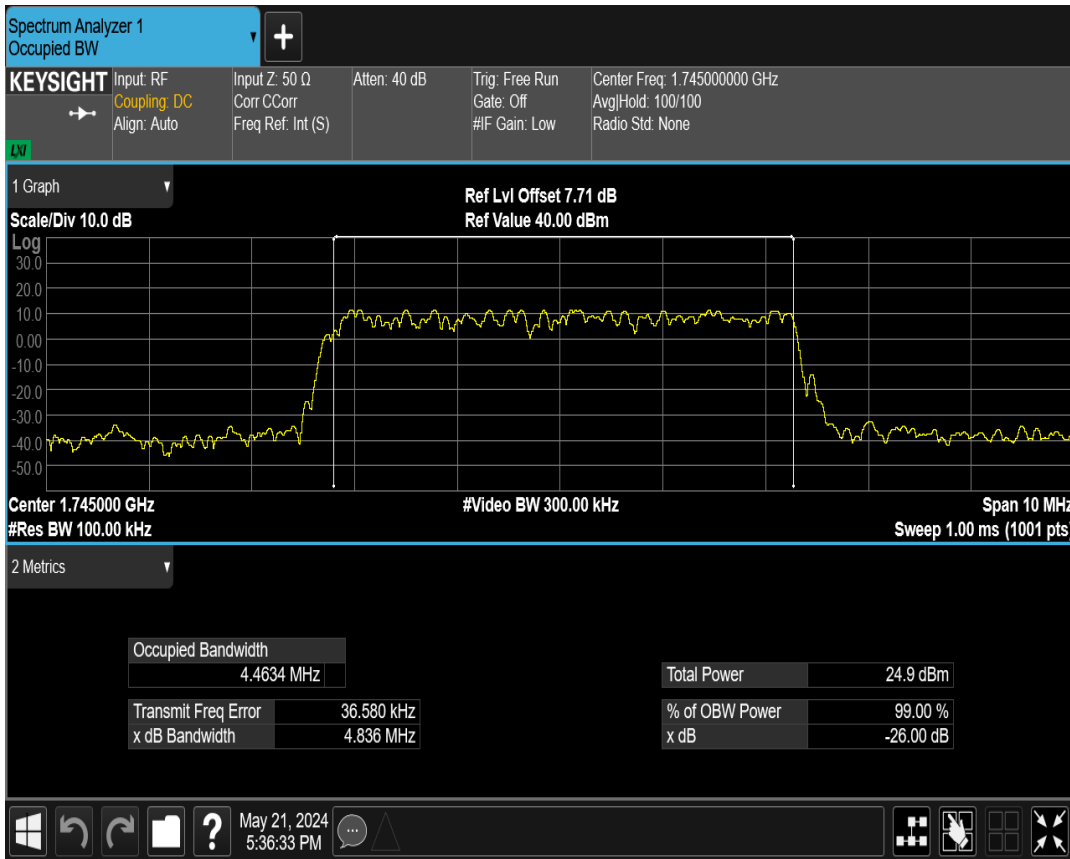 Spectrum Analyzer 1
Occupied BW
+
KEYSIGHT
LXI
Input: RF
Coupling: DC
Align: Auto
Input Z: 50 Ω
Corr CCorr
Freq Ref: Int (S)
Atten: 40 dB
Trig: Free Run
Gate: Off
#IF Gain: Low
Center Freq: 1.745000000 GHz
Avg|Hold: 100/100
Radio Std: None
1 Graph
Scale/Div 10.0 dB
Ref Lvl Offset 7.71 dB
Ref Value 40.00 dBm
Log
30.0
20.0
10.0
0.00
-10.0
-20.0
-30.0
-40.0
-50.0
Center 1.745000 GHz
#Video BW 300.00 kHz
Span 10 MHz
#Res BW 100.00 kHz
Sweep 1.00 ms (1001 pts)
2 Metrics
Occupied Bandwidth
4.4634 MHz
Total Power 24.9 dBm
Transmit Freq Error 36.580 kHz
% of OBW Power 99.00 %
x dB Bandwidth 4.836 MHz
x dB -26.00 dB
?
May 21, 2024
5:36:33 PM